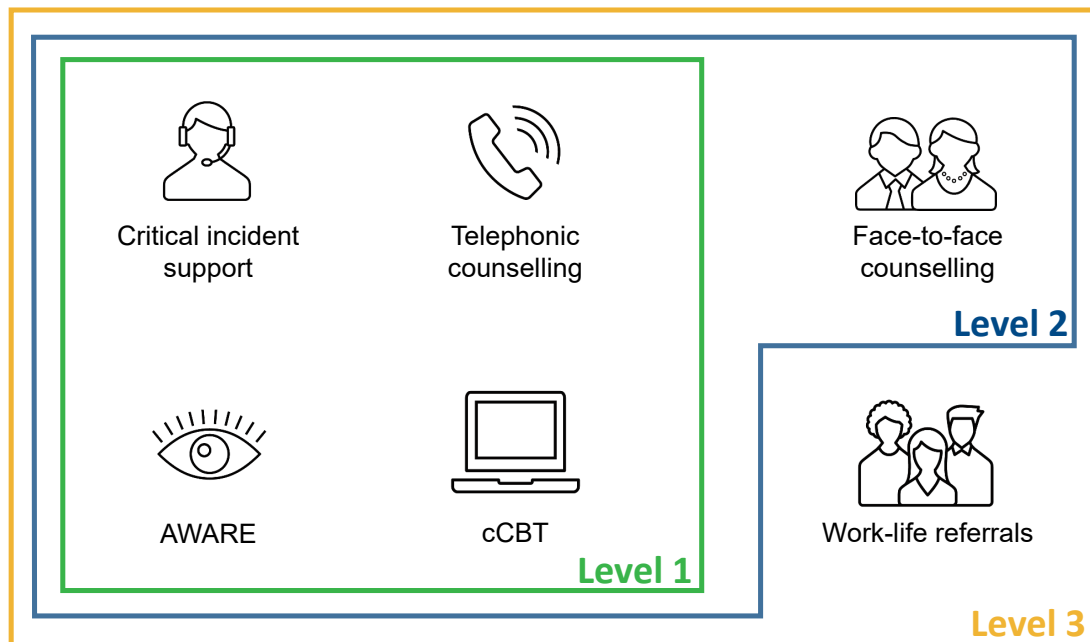 Critical incident
support
Telephonic
counselling
Face-to-face
counselling
Level 2
AWARE
cCBT
Work-life referrals
Level 1
Level 3